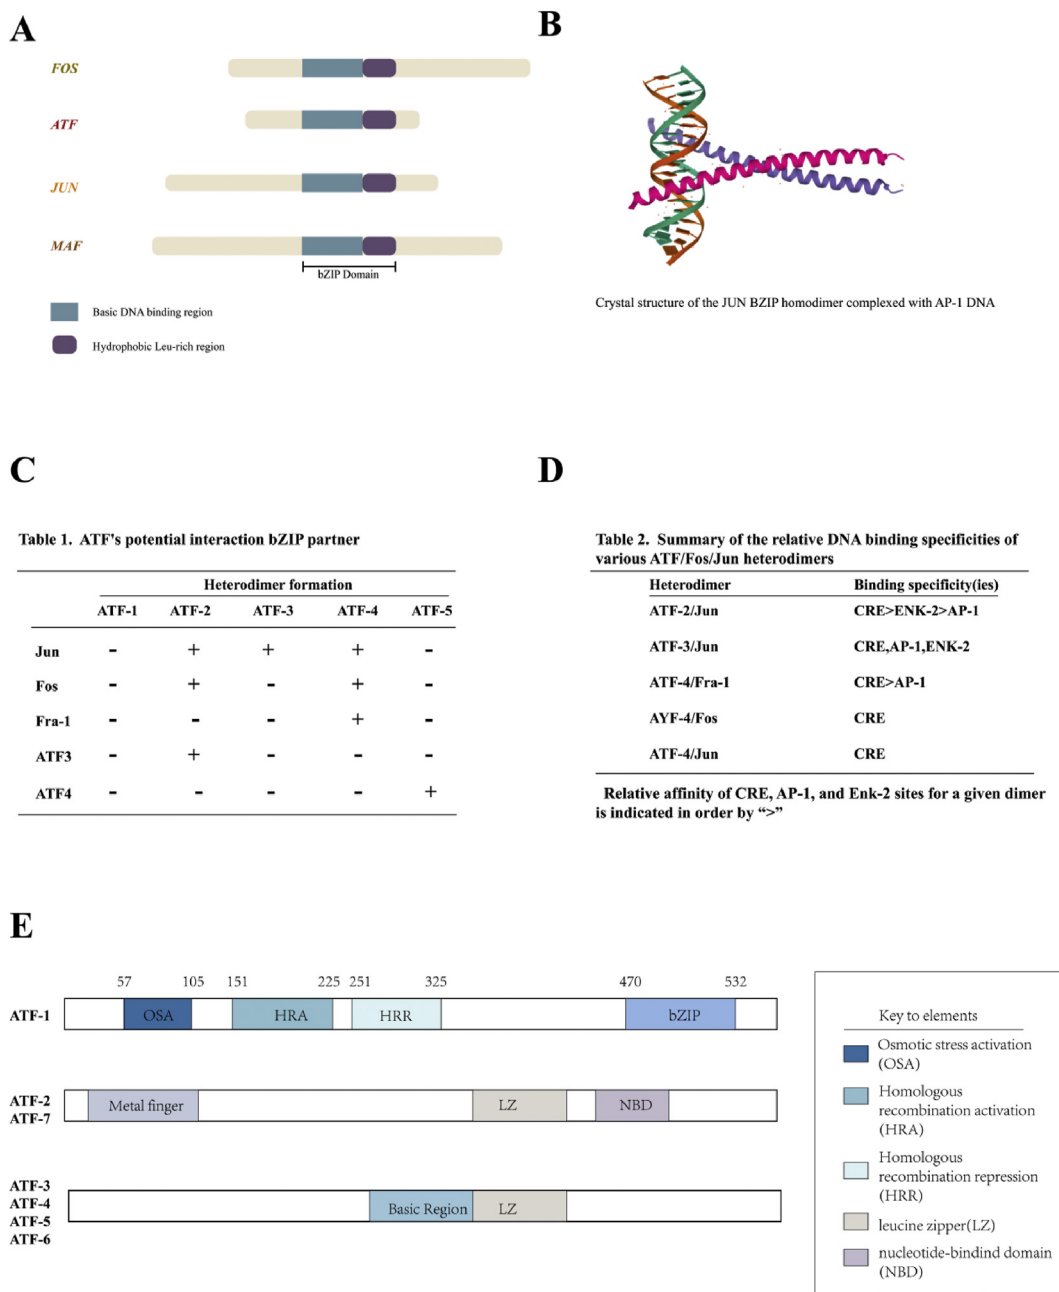 A
FOS
ATF
JUN
MAF
bZIP Domain
Basic DNA binding region
Hydrophobic Leu-rich region
B
Crystal structure of the JUN BZIP homodimer complexed with AP-1 DNA
C
Table 1. ATF's potential interaction bZIP partner
Heterodimer formation
ATF-1 ATF-2 ATF-3 ATF-4 ATF-5
Jun - + + + -
Fos - + - + -
Fra-1 - - - + -
ATF3 - + - - -
ATF4 - - - - +
D
Table 2. Summary of the relative DNA binding specificities of
various ATF/Fos/Jun heterodimers
Heterodimer Binding specificity(ies)
ATF-2/Jun CRE>ENK-2>AP-1
ATF-3/Jun CRE,AP-1,ENK-2
ATF-4/Fra-1 CRE>AP-1
AYF-4/Fos CRE
ATF-4/Jun CRE
Relative affinity of CRE, AP-1, and Enk-2 sites for a given dimer
is indicated in order by “>”
E
57 105 151 225 251 325 470 532
ATF-1 OSA HRA HRR bZIP
ATF-2
ATF-7
Metal finger LZ NBD
ATF-3
ATF-4
ATF-5
ATF-6
Basic Region LZ
Key to elements
Osmotic stress activation
(OSA)
Homologous
recombination activation
(HRA)
Homologous
recombination repression
(HRR)
leucine zipper(LZ)
nucleotide-bindind domain
(NBD)